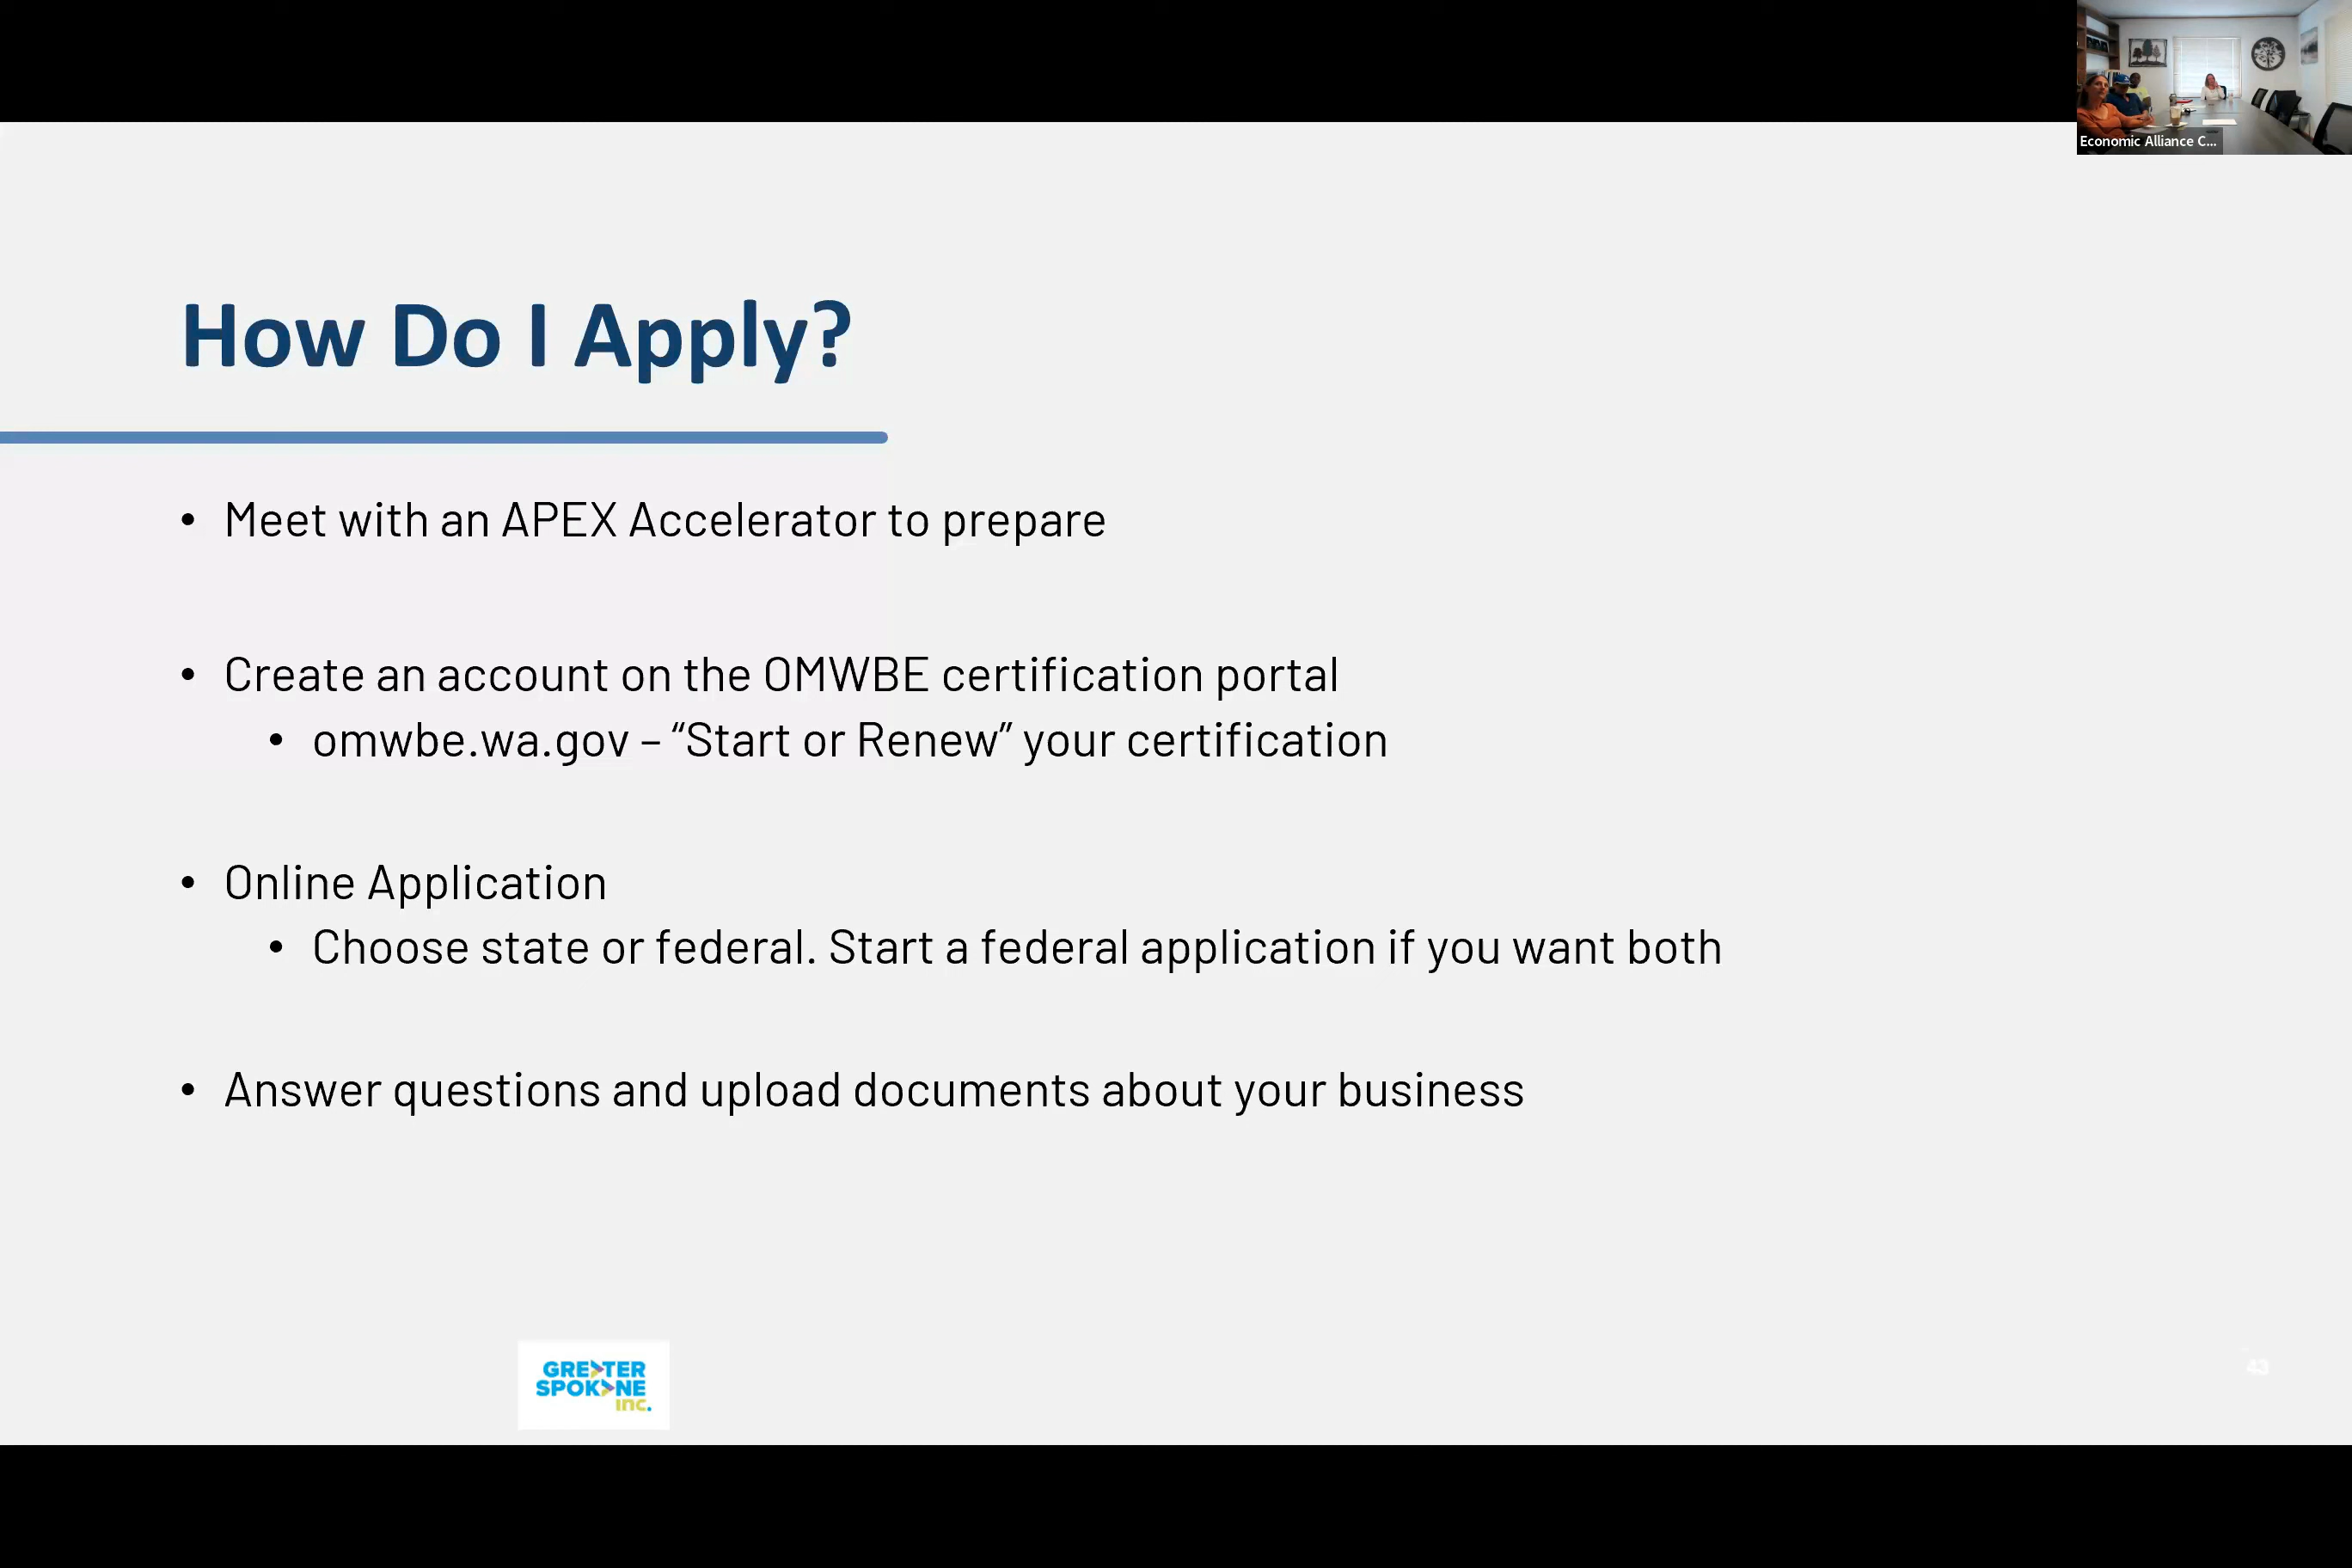 Economic Alliance C...
How Do I Apply?
• Meet with an APEX Accelerator to prepare
• Create an account on the OMWBE certification portal
• omwbe.wa.gov – “Start or Renew” your certification
• Online Application
• Choose state or federal. Start a federal application if you want both
• Answer questions and upload documents about your business
GREATER
SPOKANE
inc.
43